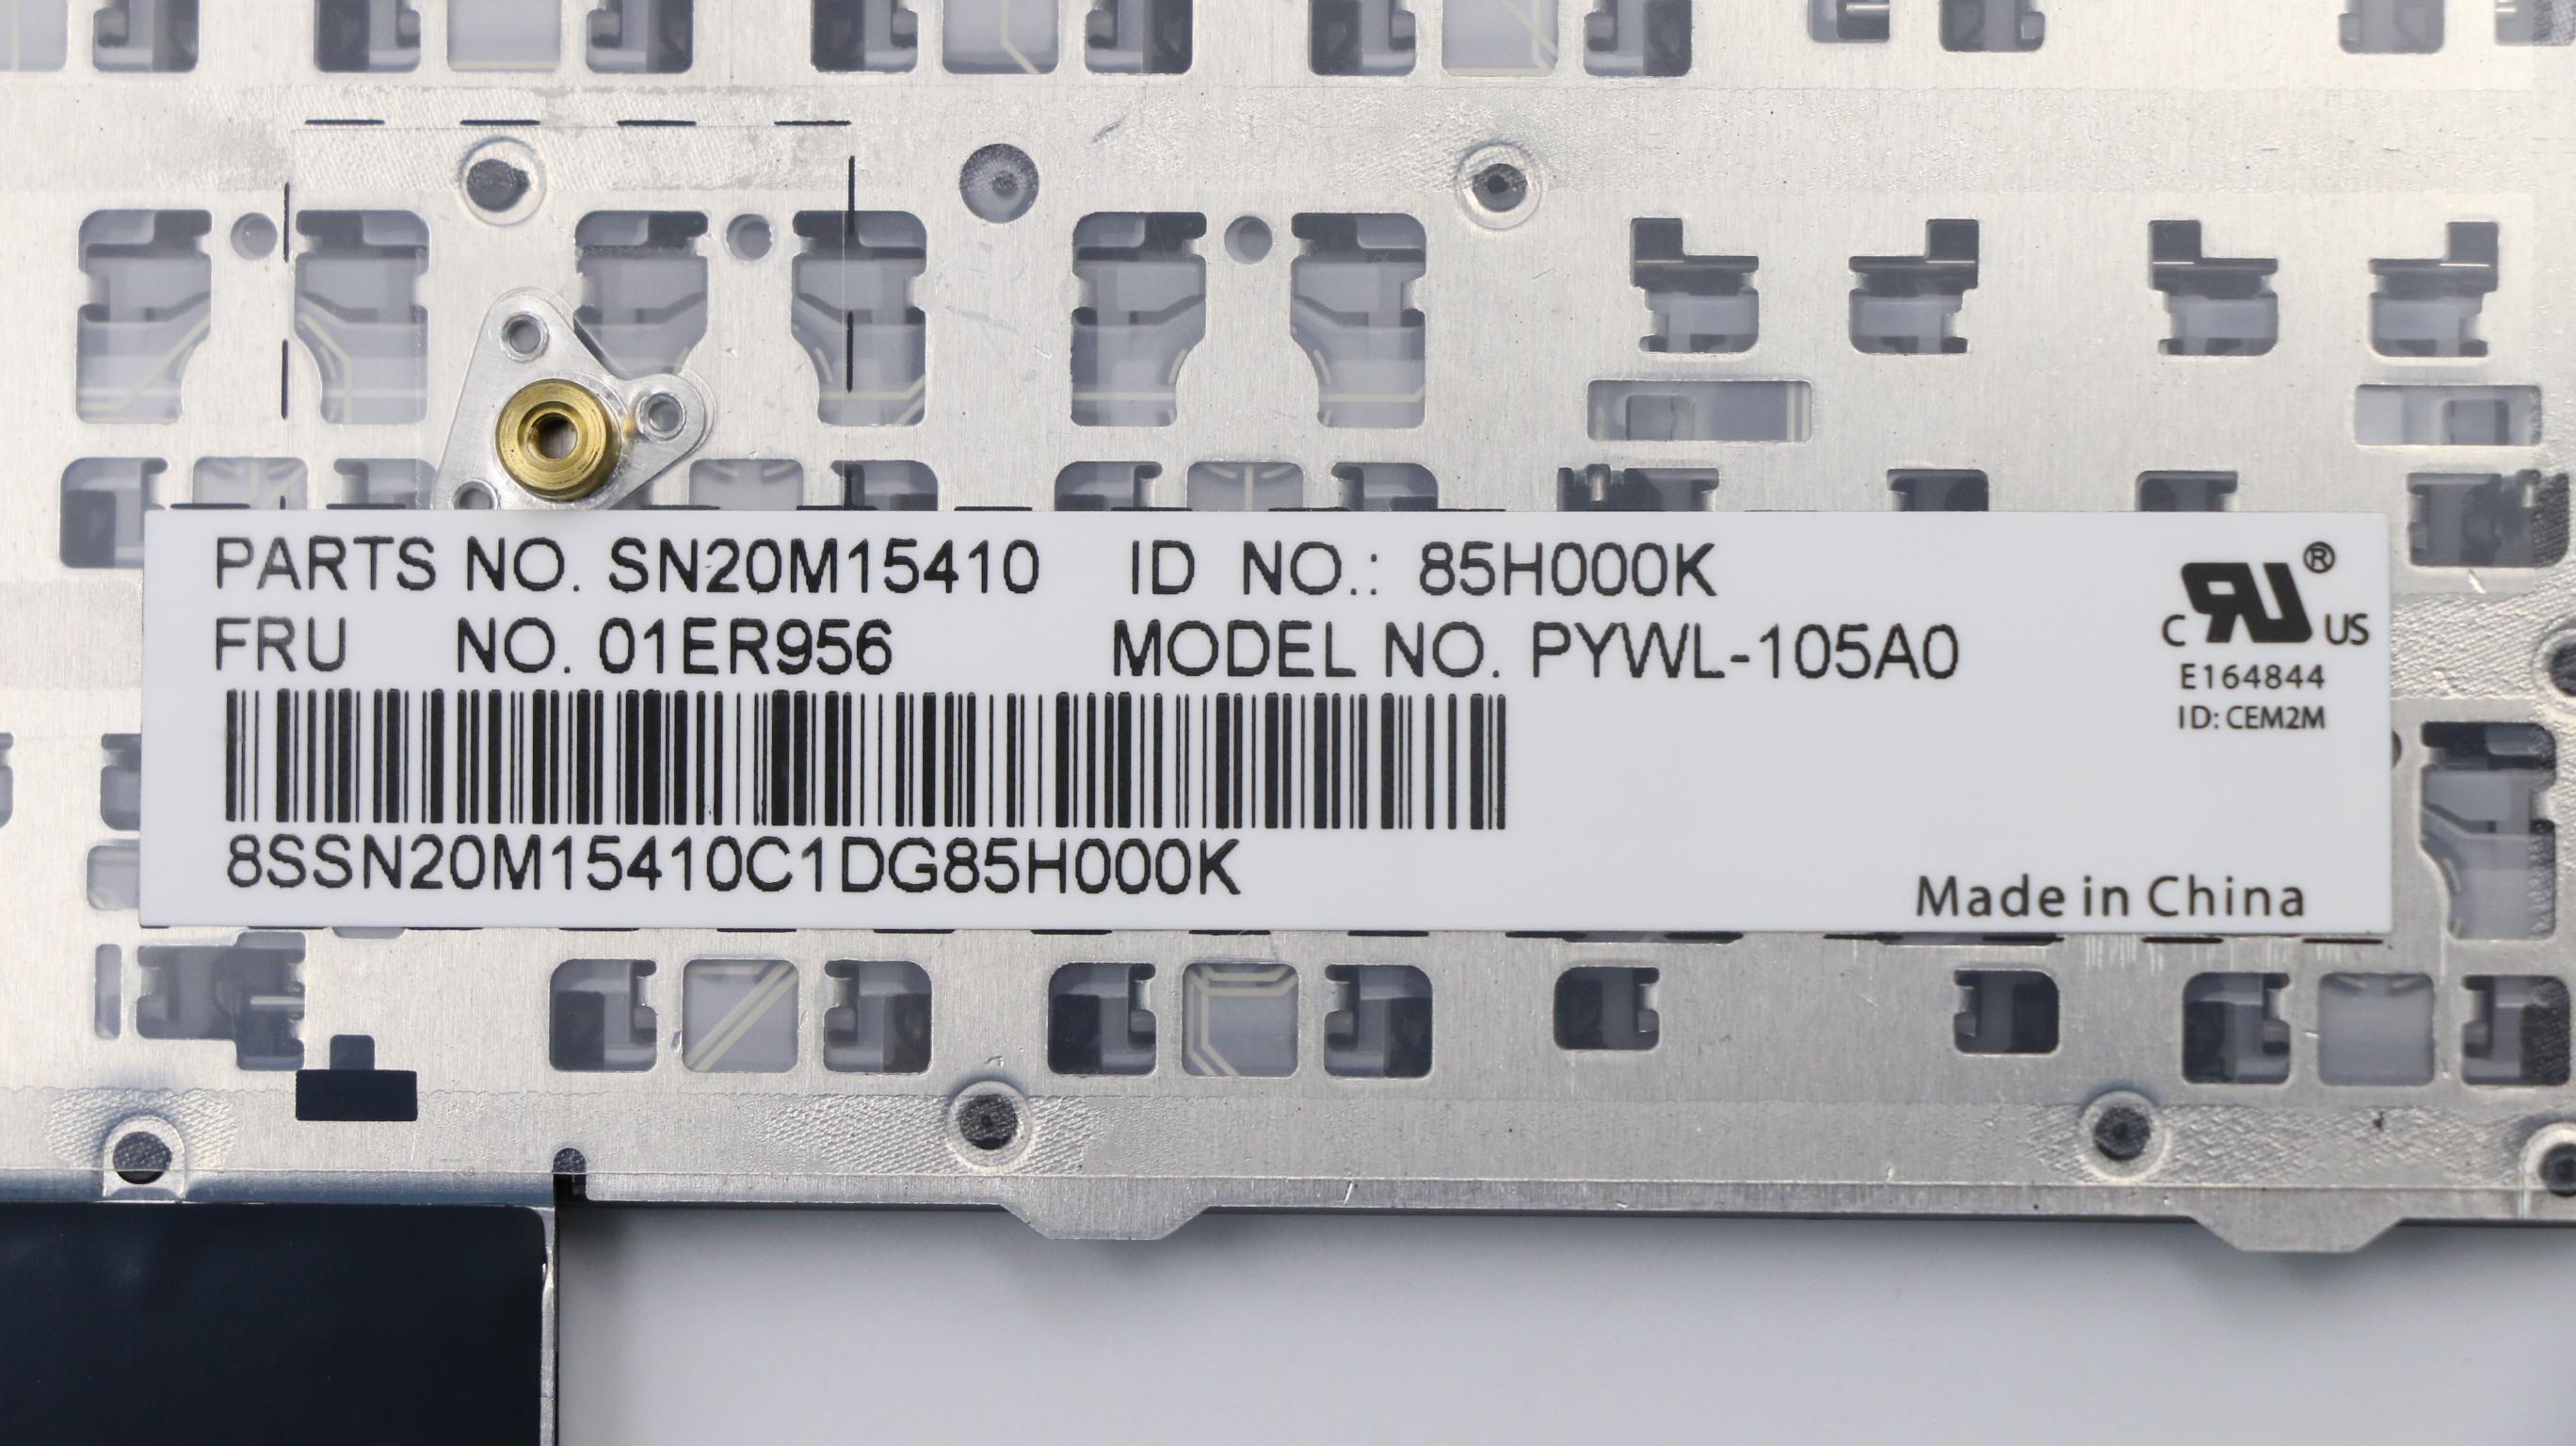 PARTS NO. SN20M15410 ID NO.: 85H000K
FRU NO. 01ER956 MODEL NO. PYWL-105A0
8SSN20M15410C1DG85H000K
C RU® US
E164844
ID: CEM2M
Made in China